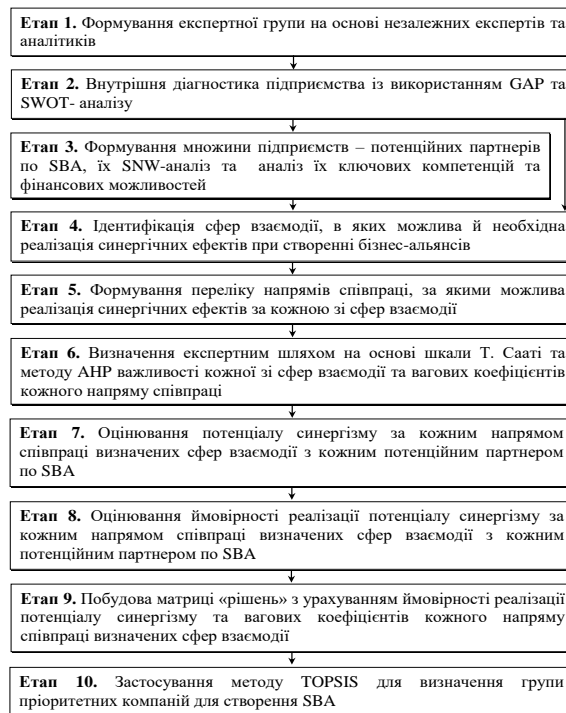 Етап 1. Формування експертної групи на основі незалежних експертів та
аналітиків
Етап 2. Внутрішня діагностика підприємства із використанням GAP та
SWOT- аналізу
Етап 3. Формування множини підприємств – потенційних партнерів
по SBA, їх SNW-аналіз та аналіз їх ключових компетенцій та
фінансових можливостей
Етап 4. Ідентифікація сфер взаємодії, в яких можлива й необхідна
реалізація синергічних ефектів при створенні бізнес-альянсів
Етап 5. Формування переліку напрямів співпраці, за якими можлива
реалізація синергічних ефектів за кожною зі сфер взаємодії
Етап 6. Визначення експертним шляхом на основі шкали Т. Сааті та
методу AHP важливості кожної зі сфер взаємодії та вагових коефіцієнтів
кожного напряму співпраці
Етап 7. Оцінювання потенціалу синергізму за кожним напрямом
співпраці визначених сфер взаємодії з кожним потенційним партнером
по SBA
Етап 8. Оцінювання ймовірності реалізації потенціалу синергізму за
кожним напрямом співпраці визначених сфер взаємодії з кожним
потенційним партнером по SBA
Етап 9. Побудова матриці «рішень» з урахуванням ймовірності реалізації
потенціалу синергізму та вагових коефіцієнтів кожного напряму
співпраці визначених сфер взаємодії
Етап 10. Застосування методу TOPSIS для визначення групи
пріоритетних компаній для створення SBA